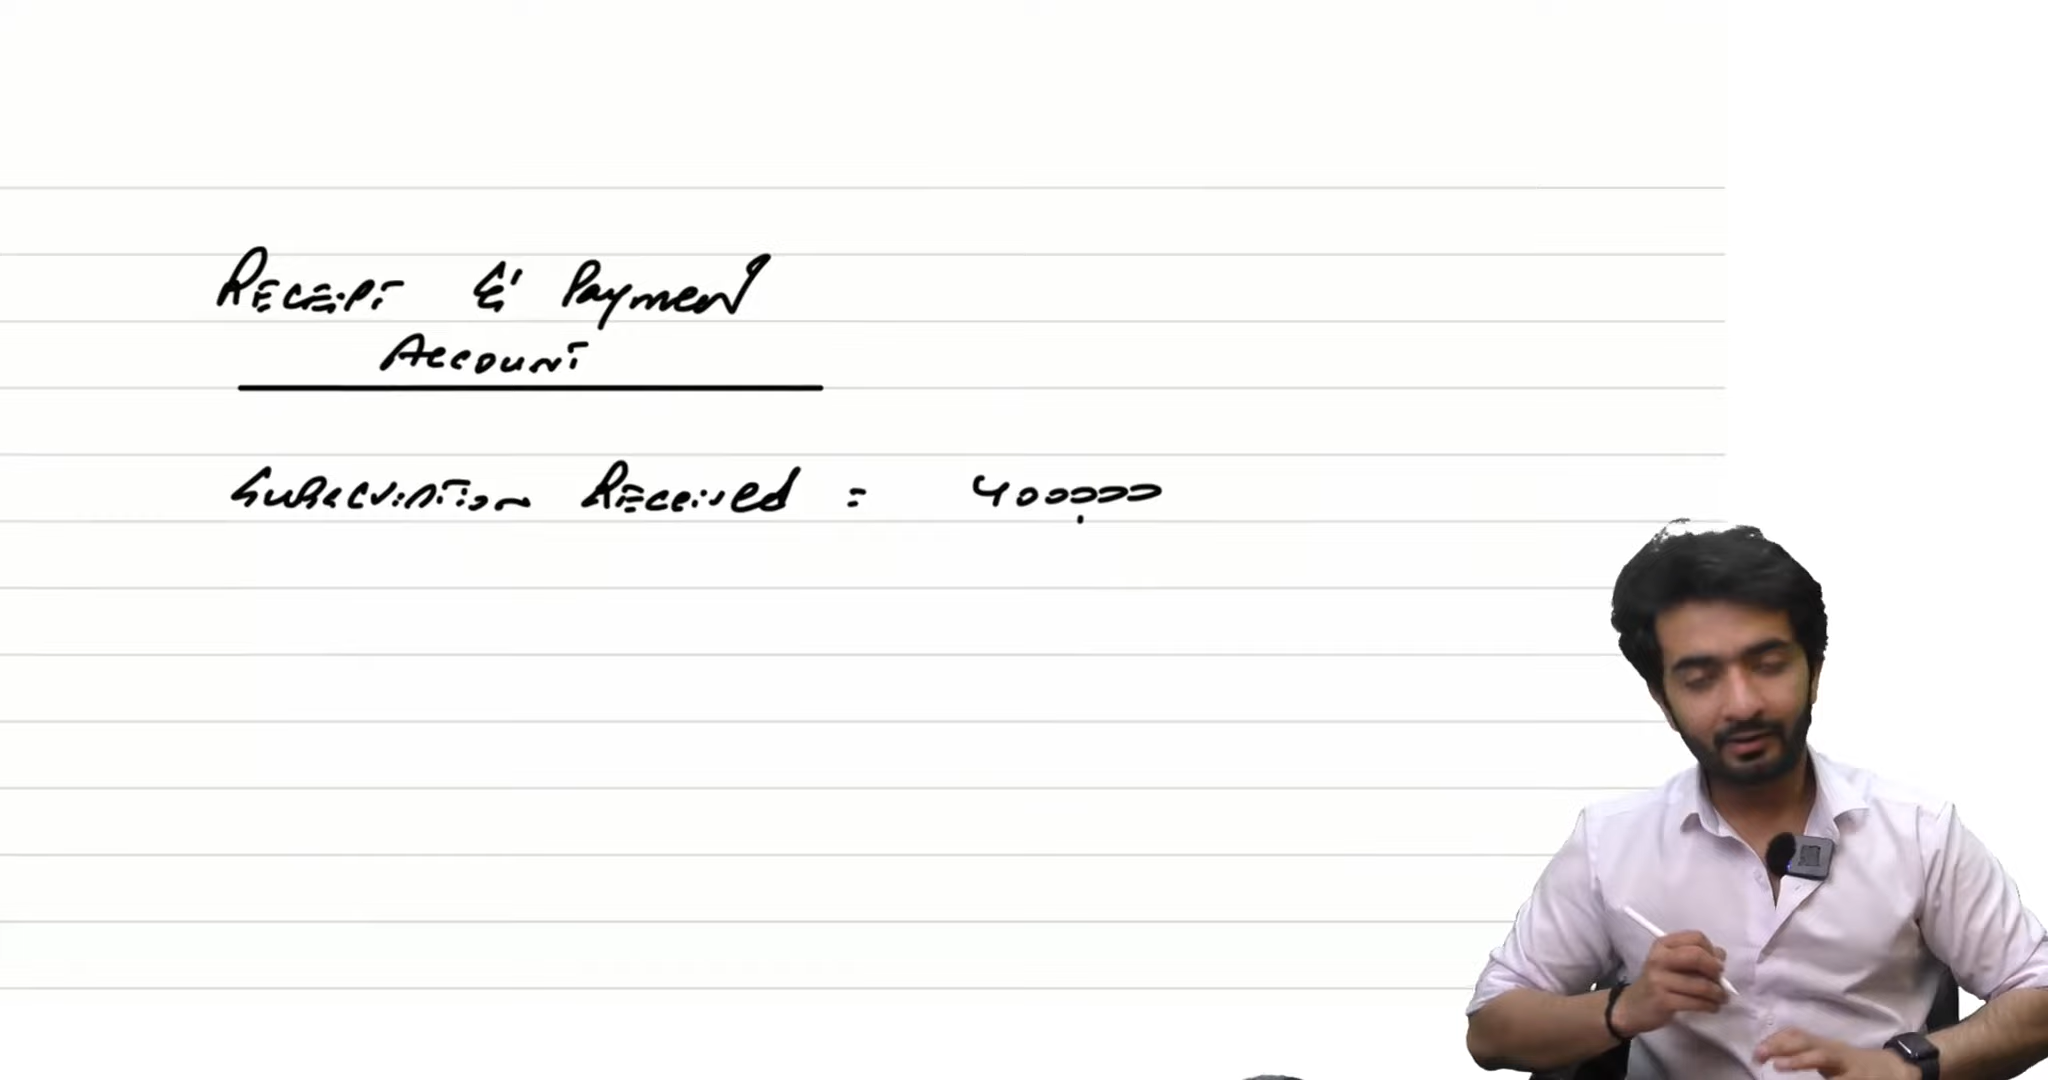 Receipt & Payment
Account
Subscription Received = 400000